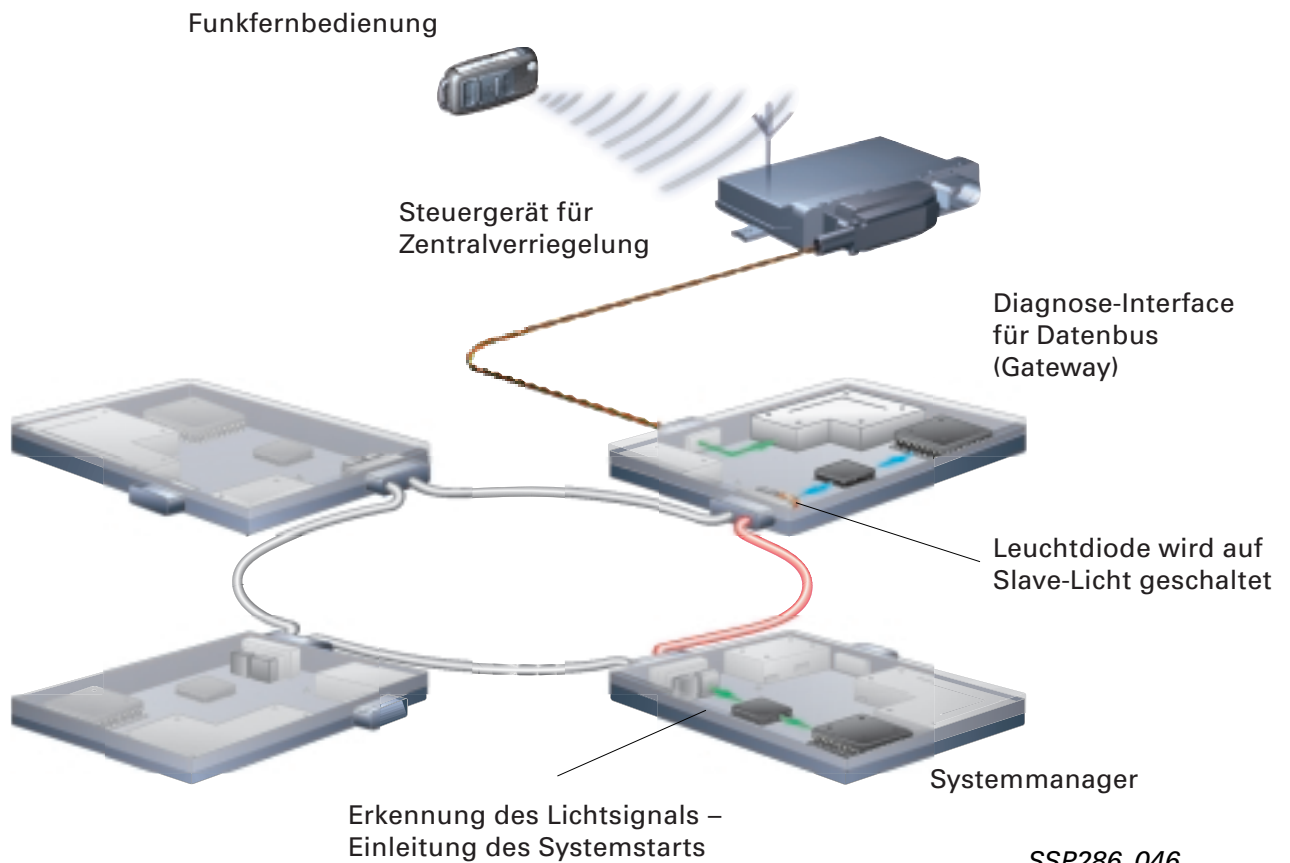 Funkfernbedienung
Steuergerät für
Zentralverriegelung
Diagnose-Interface
für Datenbus
(Gateway)
Leuchtdiode wird auf
Slave-Licht geschaltet
Systemmanager
Erkennung des Lichtsignals –
Einleitung des Systemstarts
SSP286_046